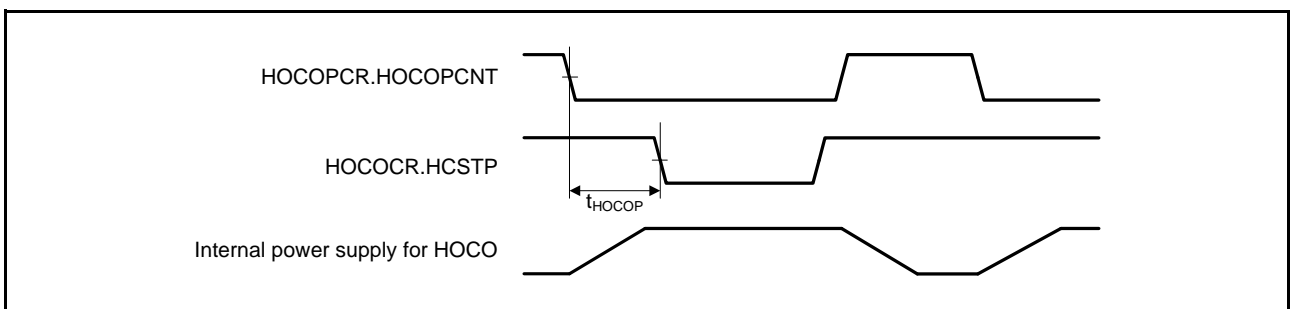 HOCOPCR.HOCOPCNT
HOCOCR.HCSTP
tHOCOP
Internal power supply for HOCO